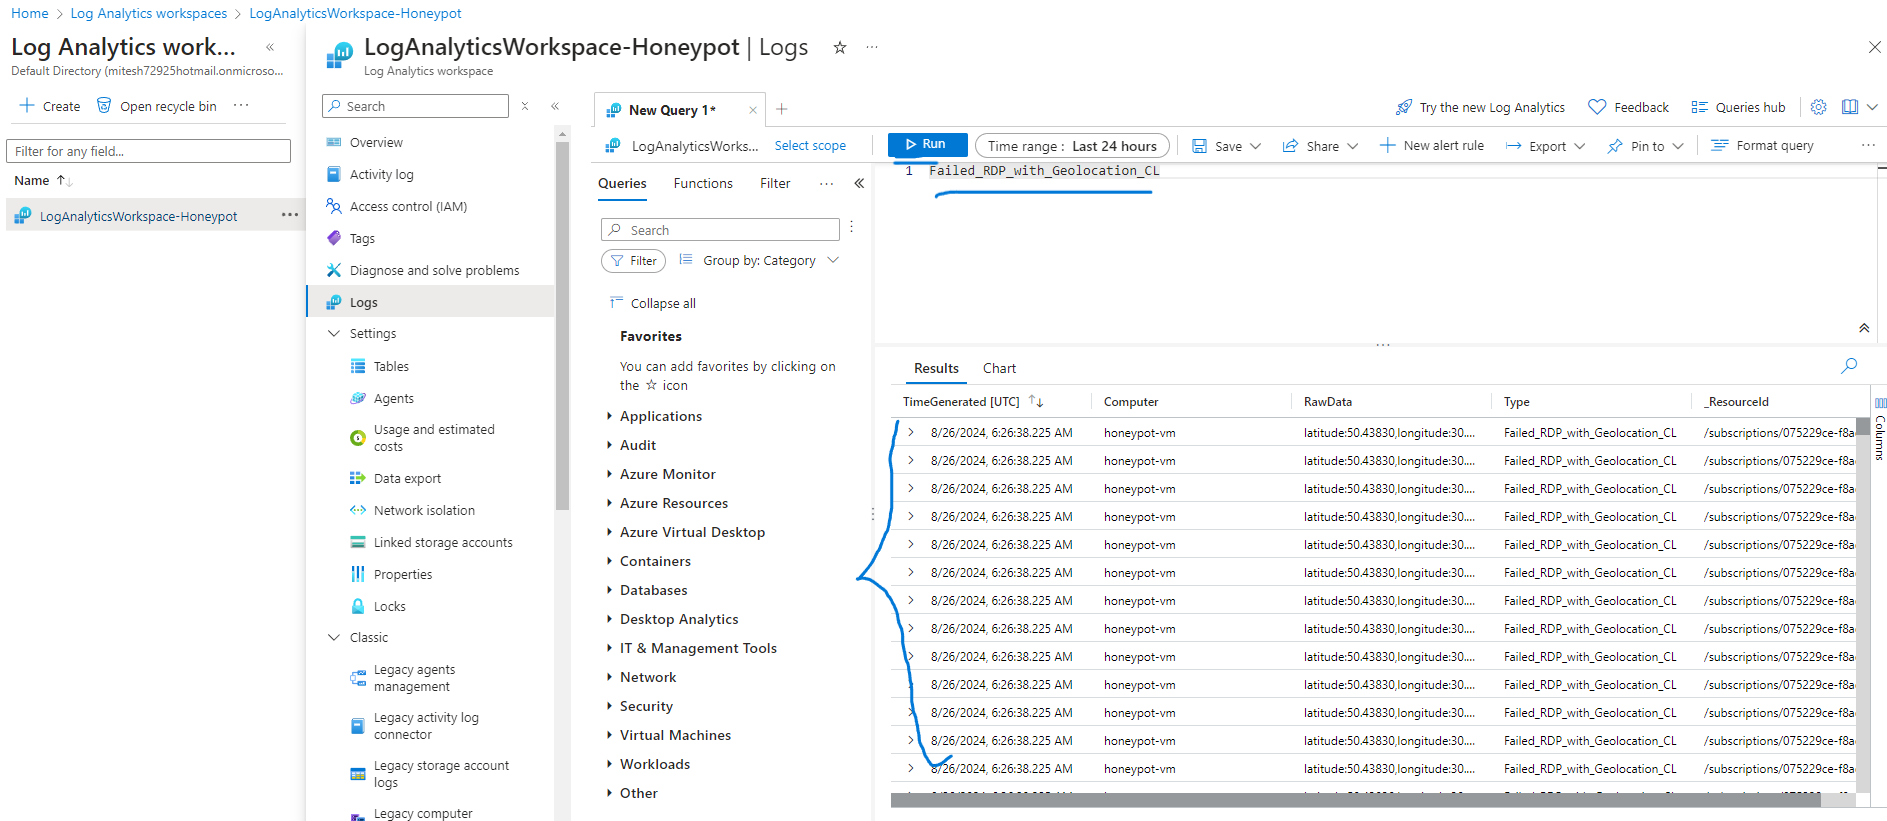 Home > Log Analytics workspaces > LogAnalyticsWorkspace-Honeypot
Log Analytics work... «
Default Directory (mitesh72925hotmail.onmicroso...
Create Open recycle bin ...
Filter for any field...
Name
LogAnalyticsWorkspace-Honeypot ...
LogAnalyticsWorkspace-Honeypot | Logs ...
Log Analytics workspace
Search
Overview
Activity log
Access control (IAM)
Tags
Diagnose and solve problems
Logs
Settings
Tables
Agents
Usage and estimated
costs
Data export
Network isolation
Linked storage accounts
Properties
Locks
Classic
Legacy agents
management
Legacy activity log
connector
Legacy storage account
logs
Legacy computer
New Query 1*
Try the new Log Analytics Feedback Queries hub
LogAnalyticsWorks... Select scope
Run Time range : Last 24 hours Save Share New alert rule Export Pin to Format query ...
Queries Functions Filter ... «
Search
Filter Group by: Category
Collapse all
Favorites
You can add favorites by clicking on
the ☆ icon
Applications
Audit
Azure Monitor
Azure Resources
Azure Virtual Desktop
Containers
Databases
Desktop Analytics
IT & Management Tools
Network
Security
Virtual Machines
Workloads
Other
1 Failed_RDP_with_Geolocation_CL
Results Chart
TimeGenerated [UTC] Computer RawData Type _ResourceId
8/26/2024, 6:26:38.225 AM honeypot-vm latitude:50.43830,longitude:30.... Failed_RDP_with_Geolocation_CL /subscriptions/075229ce-f8a
8/26/2024, 6:26:38.225 AM honeypot-vm latitude:50.43830,longitude:30.... Failed_RDP_with_Geolocation_CL /subscriptions/075229ce-f8a
8/26/2024, 6:26:38.225 AM honeypot-vm latitude:50.43830,longitude:30.... Failed_RDP_with_Geolocation_CL /subscriptions/075229ce-f8a
8/26/2024, 6:26:38.225 AM honeypot-vm latitude:50.43830,longitude:30.... Failed_RDP_with_Geolocation_CL /subscriptions/075229ce-f8a
8/26/2024, 6:26:38.225 AM honeypot-vm latitude:50.43830,longitude:30.... Failed_RDP_with_Geolocation_CL /subscriptions/075229ce-f8a
8/26/2024, 6:26:38.225 AM honeypot-vm latitude:50.43830,longitude:30.... Failed_RDP_with_Geolocation_CL /subscriptions/075229ce-f8a
8/26/2024, 6:26:38.225 AM honeypot-vm latitude:50.43830,longitude:30.... Failed_RDP_with_Geolocation_CL /subscriptions/075229ce-f8a
8/26/2024, 6:26:38.225 AM honeypot-vm latitude:50.43830,longitude:30.... Failed_RDP_with_Geolocation_CL /subscriptions/075229ce-f8a
8/26/2024, 6:26:38.225 AM honeypot-vm latitude:50.43830,longitude:30.... Failed_RDP_with_Geolocation_CL /subscriptions/075229ce-f8a
8/26/2024, 6:26:38.225 AM honeypot-vm latitude:50.43830,longitude:30.... Failed_RDP_with_Geolocation_CL /subscriptions/075229ce-f8a
8/26/2024, 6:26:38.225 AM honeypot-vm latitude:50.43830,longitude:30.... Failed_RDP_with_Geolocation_CL /subscriptions/075229ce-f8a
8/26/2024, 6:26:38.225 AM honeypot-vm latitude:50.43830,longitude:30.... Failed_RDP_with_Geolocation_CL /subscriptions/075229ce-f8a
8/26/2024, 6:26:38.225 AM honeypot-vm latitude:50.43830,longitude:30.... Failed_RDP_with_Geolocation_CL /subscriptions/075229ce-f8a
Columns